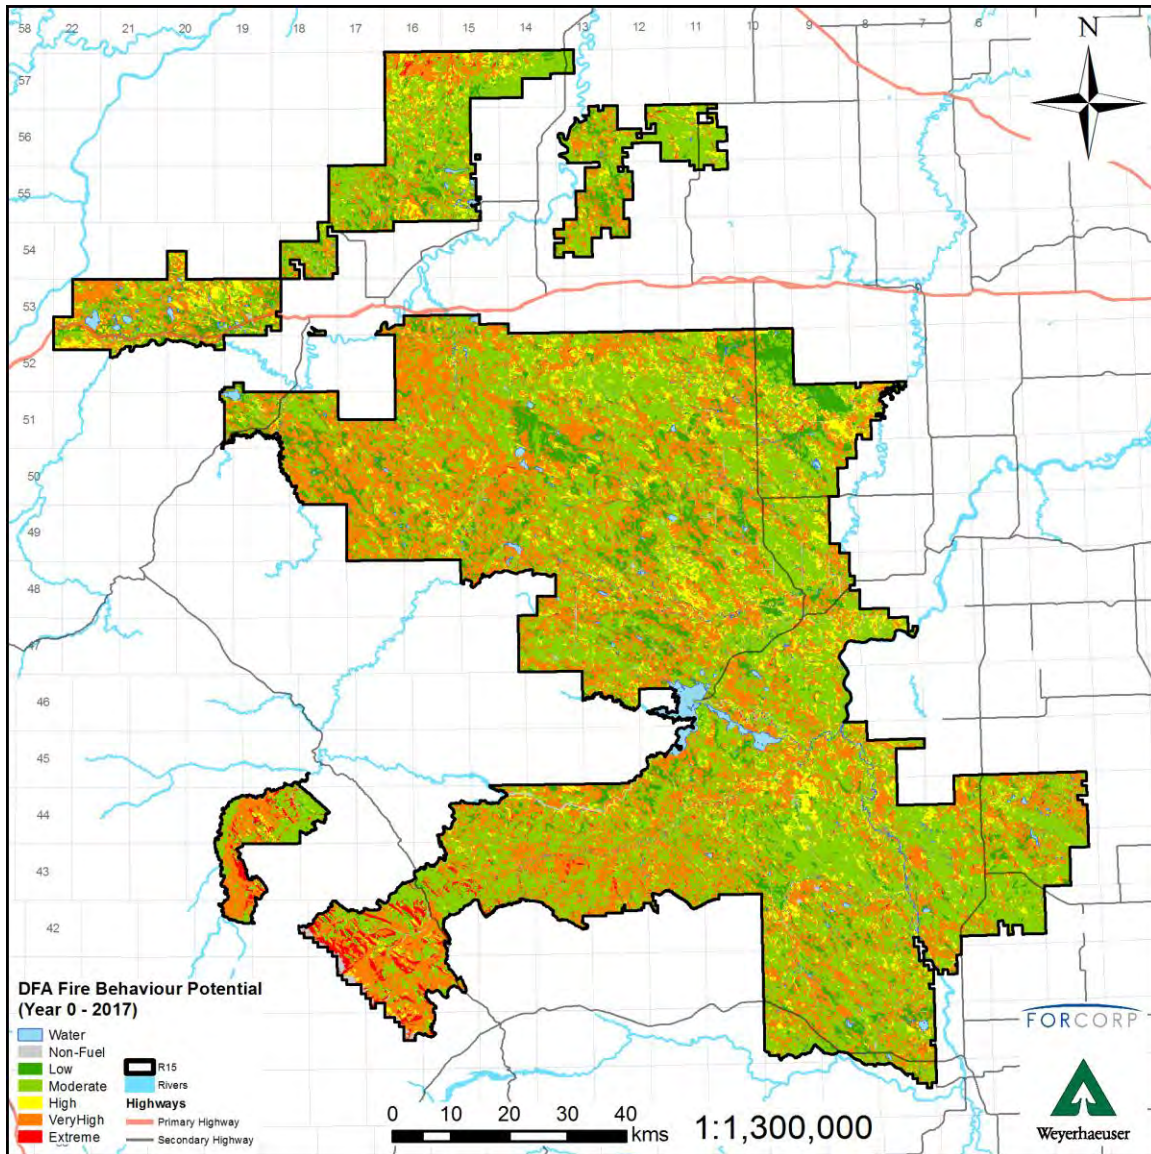 58 22 21 20 19 18 17 16 15 14 13 12 11 10 9 8 7 6
N
57
56
55
54
53
52
51
50
49
48
47
46
45
44
43
42
DFA Fire Behaviour Potential
(Year 0 - 2017)
Water
Non-Fuel
Low
Moderate
High
VeryHigh
Extreme
R15
Rivers
Highways
Primary Highway
Secondary Highway
0 10 20 30 40
kms
1:1,300,000
FORCORP
Weyerhaeuser